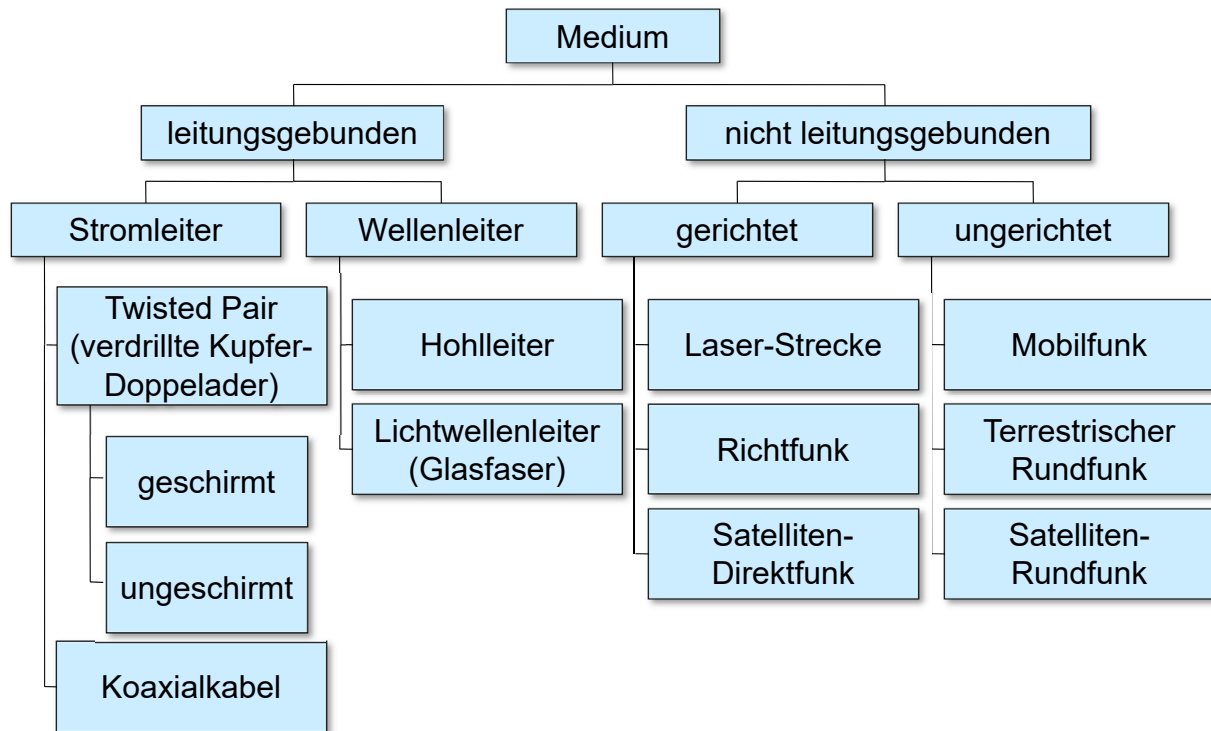 Medium
leitungsgebunden
nicht leitungsgebunden
Stromleiter
Wellenleiter
gerichtet
ungerichtet
Twisted Pair
(verdrillte Kupfer-
Doppelader)
geschirmt
ungeschirmt
Koaxialkabel
Hohlleiter
Lichtwellenleiter
(Glasfaser)
Laser-Strecke
Richtfunk
Satelliten-
Direktfunk
Mobilfunk
Terrestrischer
Rundfunk
Satelliten-
Rundfunk